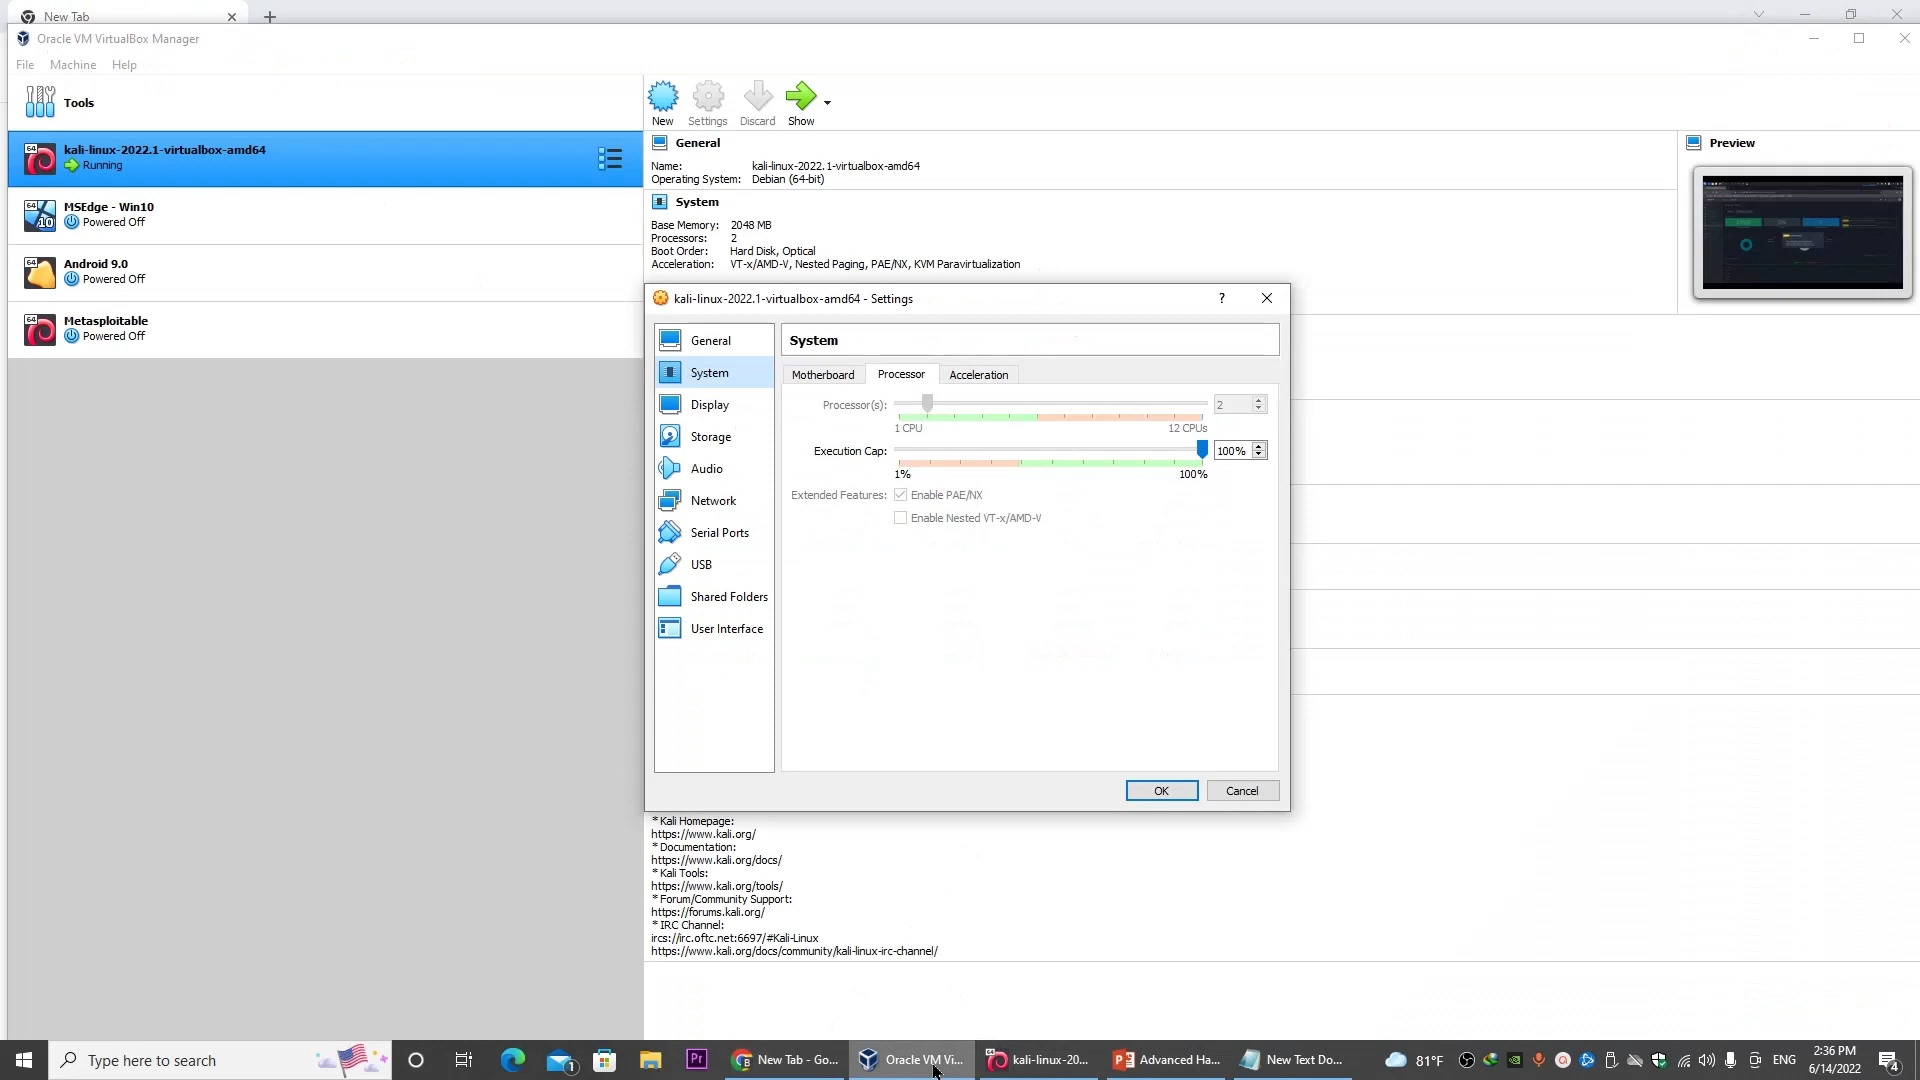 New Tab
Oracle VM VirtualBox Manager
File Machine Help
Tools
New Settings Discard Show
64 kali-linux-2022.1-virtualbox-amd64
Running
64 10 MSEdge - Win10
Powered Off
64 Android 9.0
Powered Off
64 Metasploitable
Powered Off
General
Name: kali-linux-2022.1-virtualbox-amd64
Operating System: Debian (64-bit)
System
Base Memory: 2048 MB
Processors: 2
Boot Order: Hard Disk, Optical
Acceleration: VT-x/AMD-V, Nested Paging, PAE/NX, KVM Paravirtualization
Preview
kali-linux-2022.1-virtualbox-amd64 - Settings ?
General
System
Display
Storage
Audio
Network
Serial Ports
USB
Shared Folders
User Interface
System
Motherboard Processor Acceleration
Processor(s): 2
1 CPU 12 CPUs
Execution Cap: 100%
1% 100%
Extended Features: Enable PAE/NX
Enable Nested VT-x/AMD-V
OK Cancel
* Kali Homepage:
https://www.kali.org/
* Documentation:
https://www.kali.org/docs/
* Kali Tools:
https://www.kali.org/tools/
* Forum/Community Support:
https://forums.kali.org/
* IRC Channel:
ircs://irc.oftc.net:6697/#Kali-Linux
https://www.kali.org/docs/community/kali-linux-irc-channel/
Type here to search
1
Pr
New Tab - Go...
Oracle VM Vi...
64 kali-linux-20...
Advanced Ha...
New Text Do...
81°F
ENG
2:36 PM
6/14/2022
4